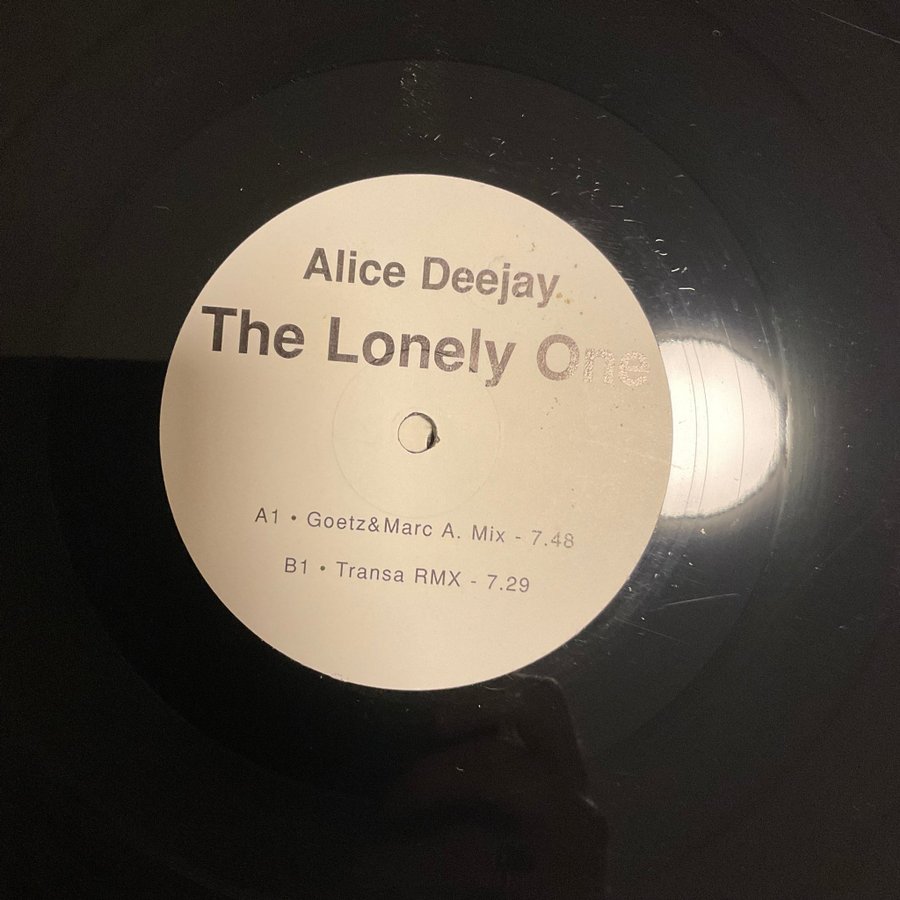 Alice Deejay
The Lonely One
A1 • Goetz&Marc A. Mix - 7.48
B1 • Transa RMX - 7.29